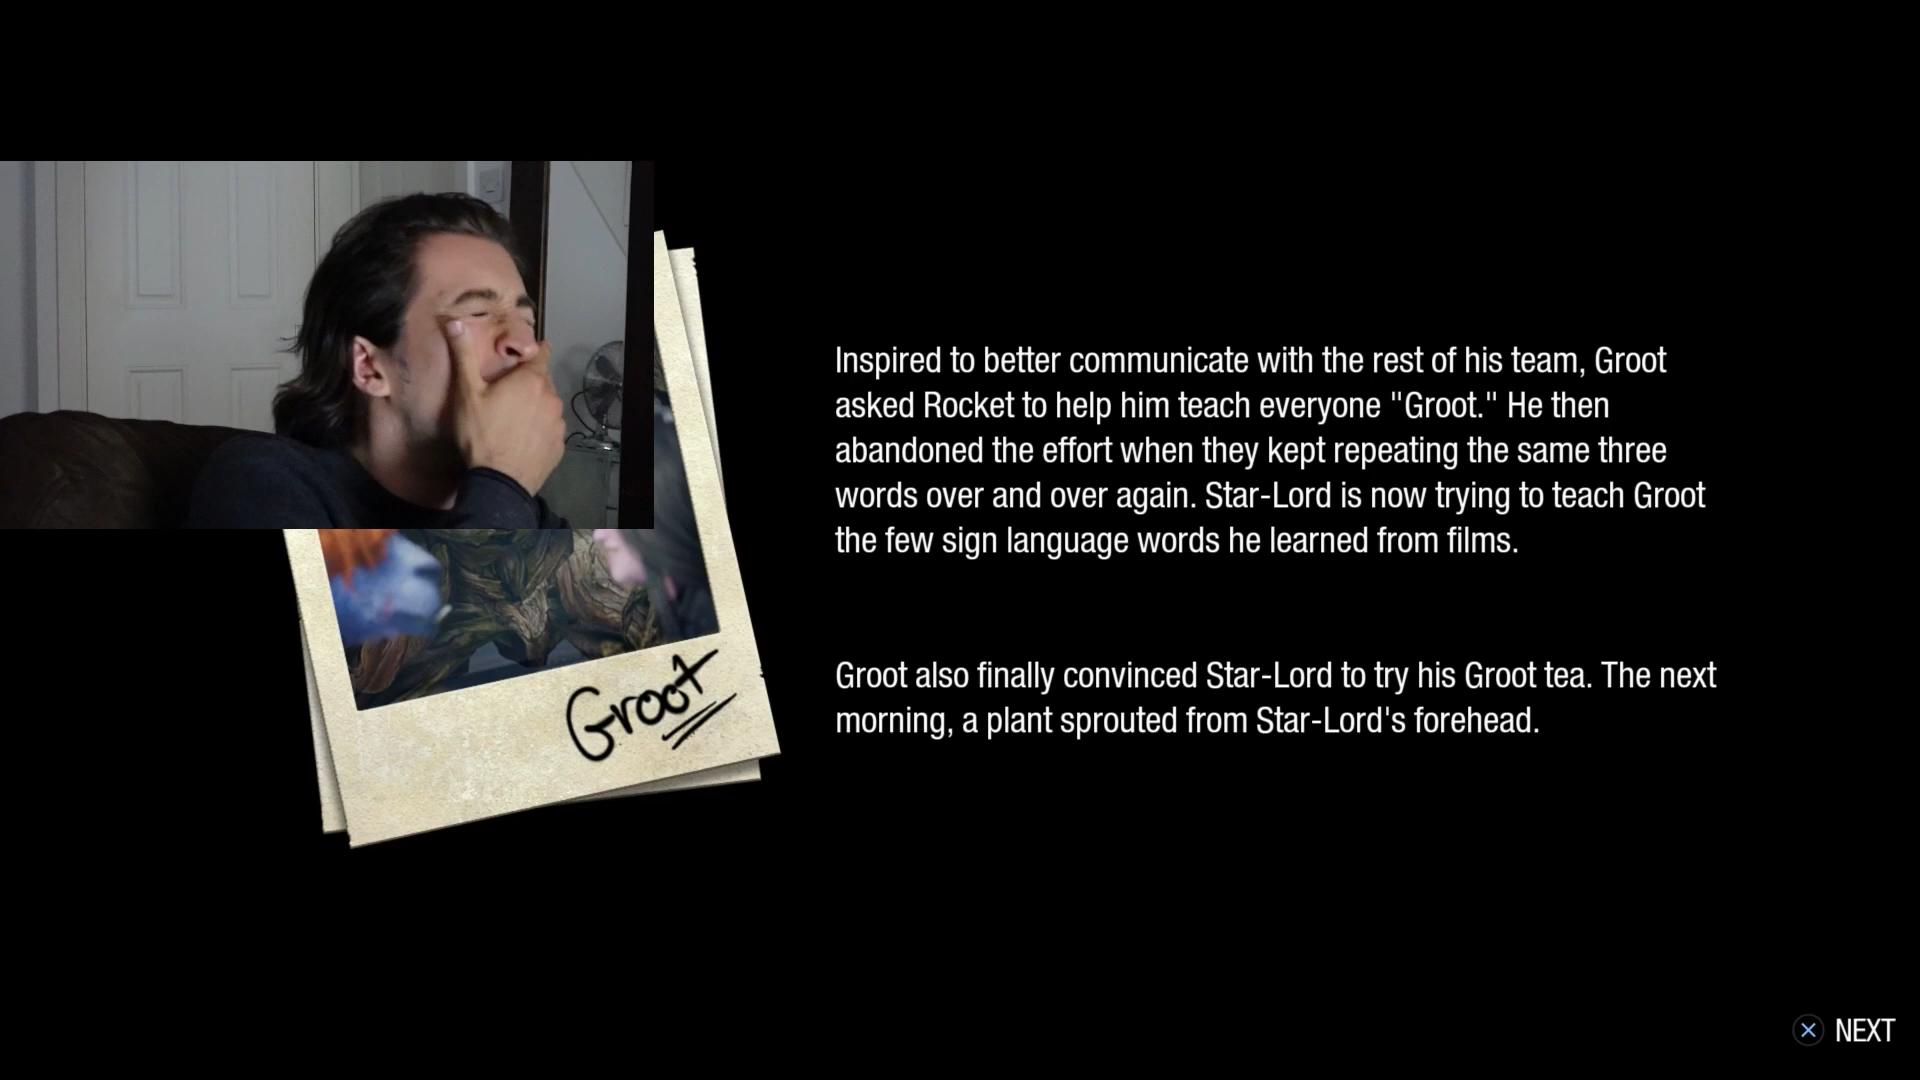 Inspired to better communicate with the rest of his team, Groot
asked Rocket to help him teach everyone "Groot." He then
abandoned the effort when they kept repeating the same three
words over and over again. Star-Lord is now trying to teach Groot
the few sign language words he learned from films.
Groot also finally convinced Star-Lord to try his Groot tea. The next
morning, a plant sprouted from Star-Lord's forehead.
Groot
NEXT